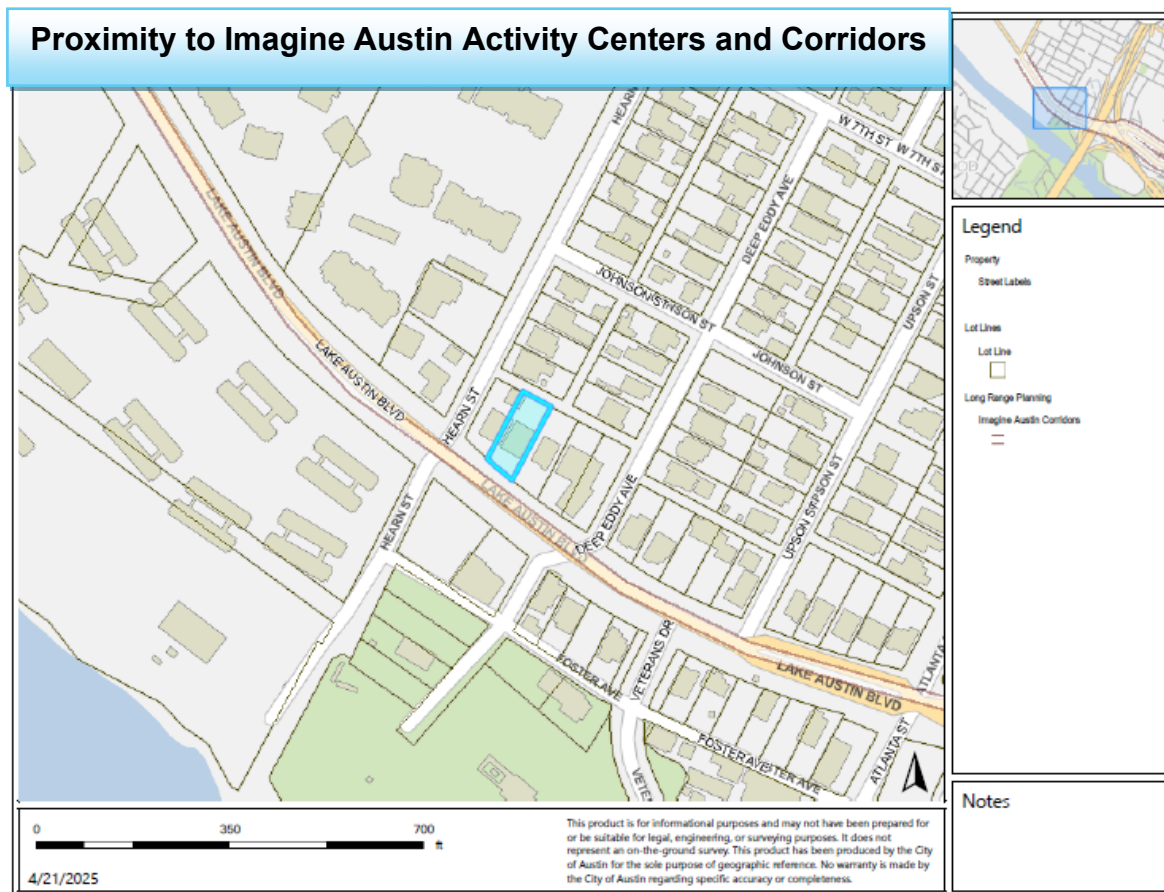 Proximity to Imagine Austin Activity Centers and Corridors
HEARN
W 7TH ST W 7TH ST
LAKE AUSTIN BLVD
DEEP EDDY AVE
JOHNSON ST
UPSON ST
LAKE AUSTIN BLVD
JOHNSON ST
HEARN ST
LAKE AUSTIN BLVD
UPSON ST
HEARN ST
DEEP EDDY AVE
VETERANS DR
ATLANTA
LAKE AUSTIN BLVD
FOSTER AVE
FOSTER AVE
ATLANTA ST
VETE
Legend
Property
Street Labels
Lot Lines
Lot Line
Long Range Planning
Imagine Austin Corridors
Notes
0 350 700
ft
4/21/2025
This product is for informational purposes and may not have been prepared for
or be suitable for legal, engineering, or surveying purposes. It does not
represent an on-the-ground survey. This product has been produced by the City
of Austin for the sole purpose of geographic reference. No warranty is made by
the City of Austin regarding specific accuracy or completeness.